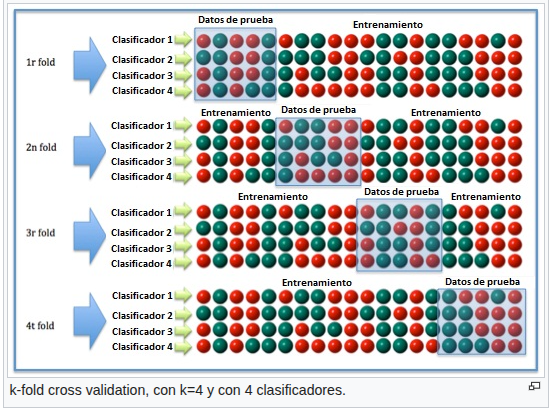 Datos de prueba
Entrenamiento
1r fold
Clasificador 1
Clasificador 2
Clasificador 3
Clasificador 4
Entrenamiento
Datos de prueba
Entrenamiento
2n fold
Clasificador 1
Clasificador 2
Clasificador 3
Clasificador 4
Entrenamiento
Datos de prueba
Entrenamiento
3r fold
Clasificador 1
Clasificador 2
Clasificador 3
Clasificador 4
Entrenamiento
Datos de prueba
4t fold
Clasificador 1
Clasificador 2
Clasificador 3
Clasificador 4
k-fold cross validation, con k=4 y con 4 clasificadores.